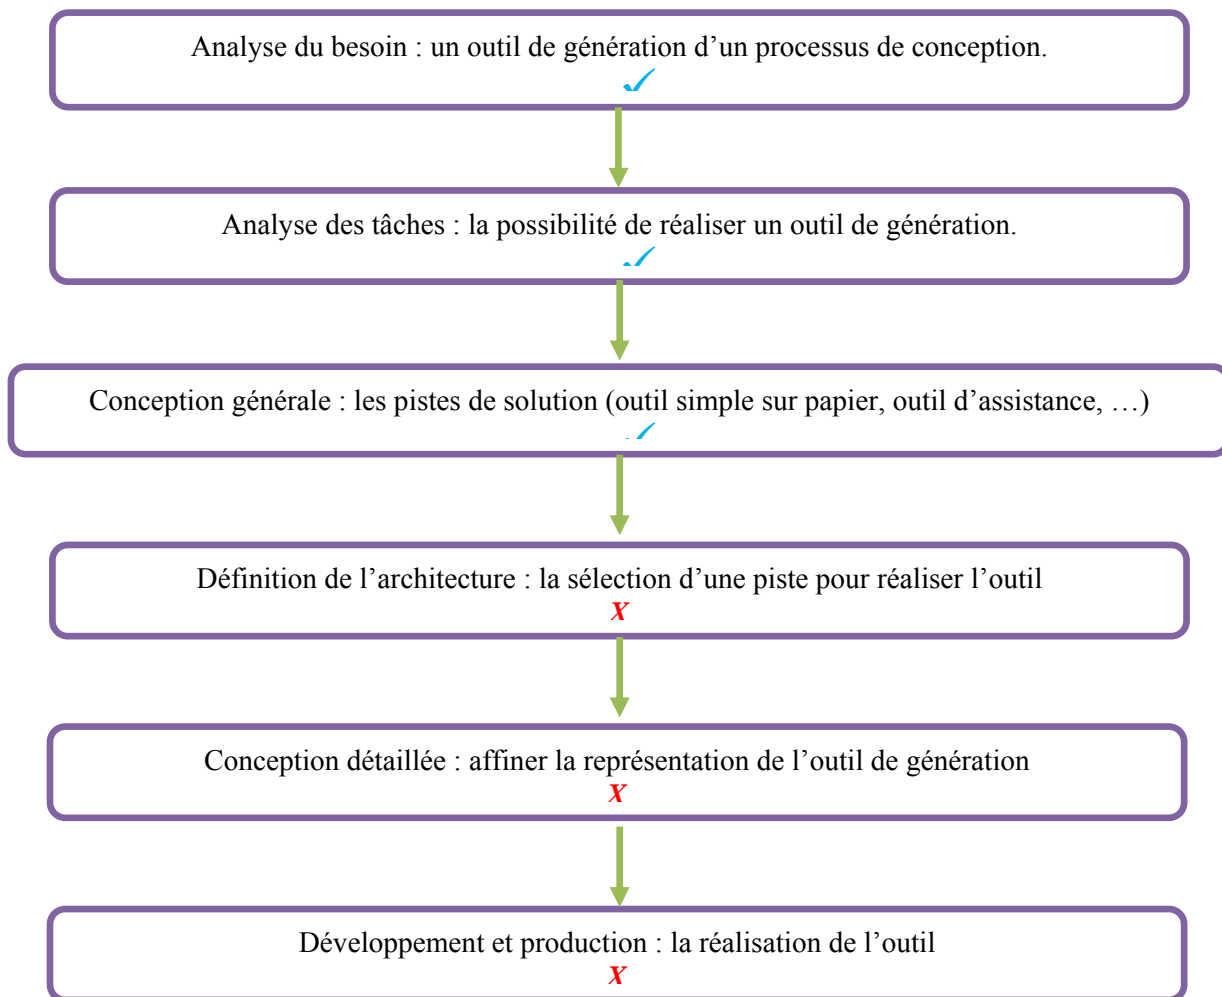 Analyse du besoin : un outil de génération d’un processus de conception.
✓
Analyse des tâches : la possibilité de réaliser un outil de génération.
✓
Conception générale : les pistes de solution (outil simple sur papier, outil d’assistance, …)
✓
Définition de l’architecture : la sélection d’une piste pour réaliser l’outil
X
Conception détaillée : affiner la représentation de l’outil de génération
X
Développement et production : la réalisation de l’outil
X